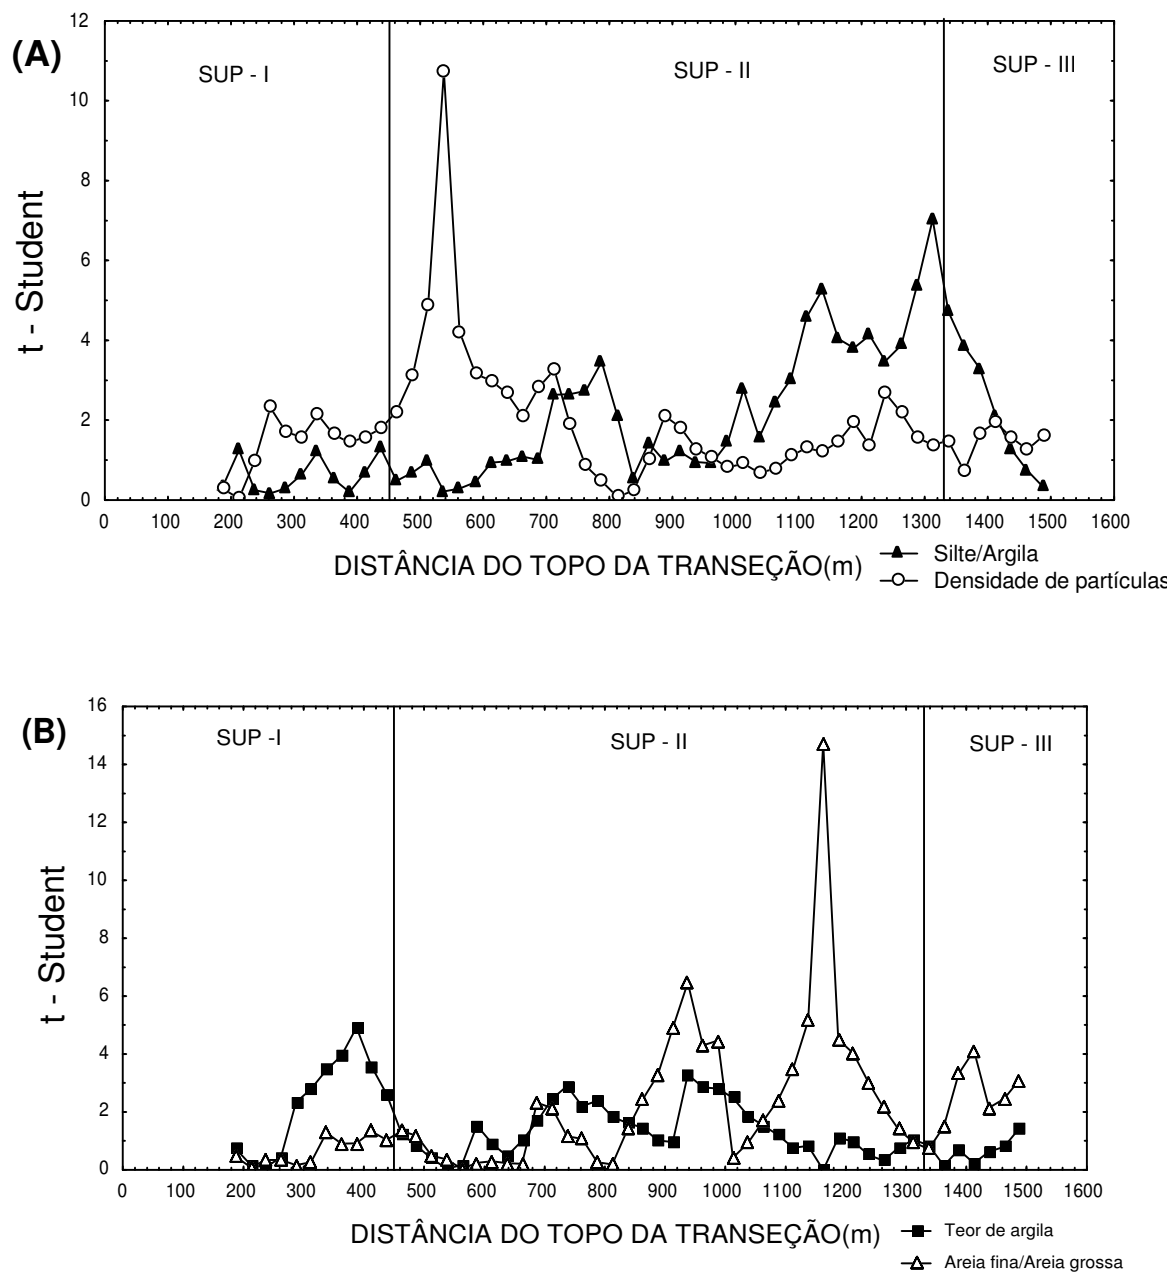 (A)
12
10
8
6
4
2
0
t - Student
SUP - I
SUP - II
SUP - III
0 100 200 300 400 500 600 700 800 900 1000 1100 1200 1300 1400 1500 1600
DISTÂNCIA DO TOPO DA TRANSEÇÃO(m)
Silte/Argila
Densidade de partículas
(B)
16
14
12
10
8
6
4
2
0
t - Student
SUP -I
SUP - II
SUP - III
0 100 200 300 400 500 600 700 800 900 1000 1100 1200 1300 1400 1500 1600
DISTÂNCIA DO TOPO DA TRANSEÇÃO(m)
Teor de argila
Areia fina/Areia grossa